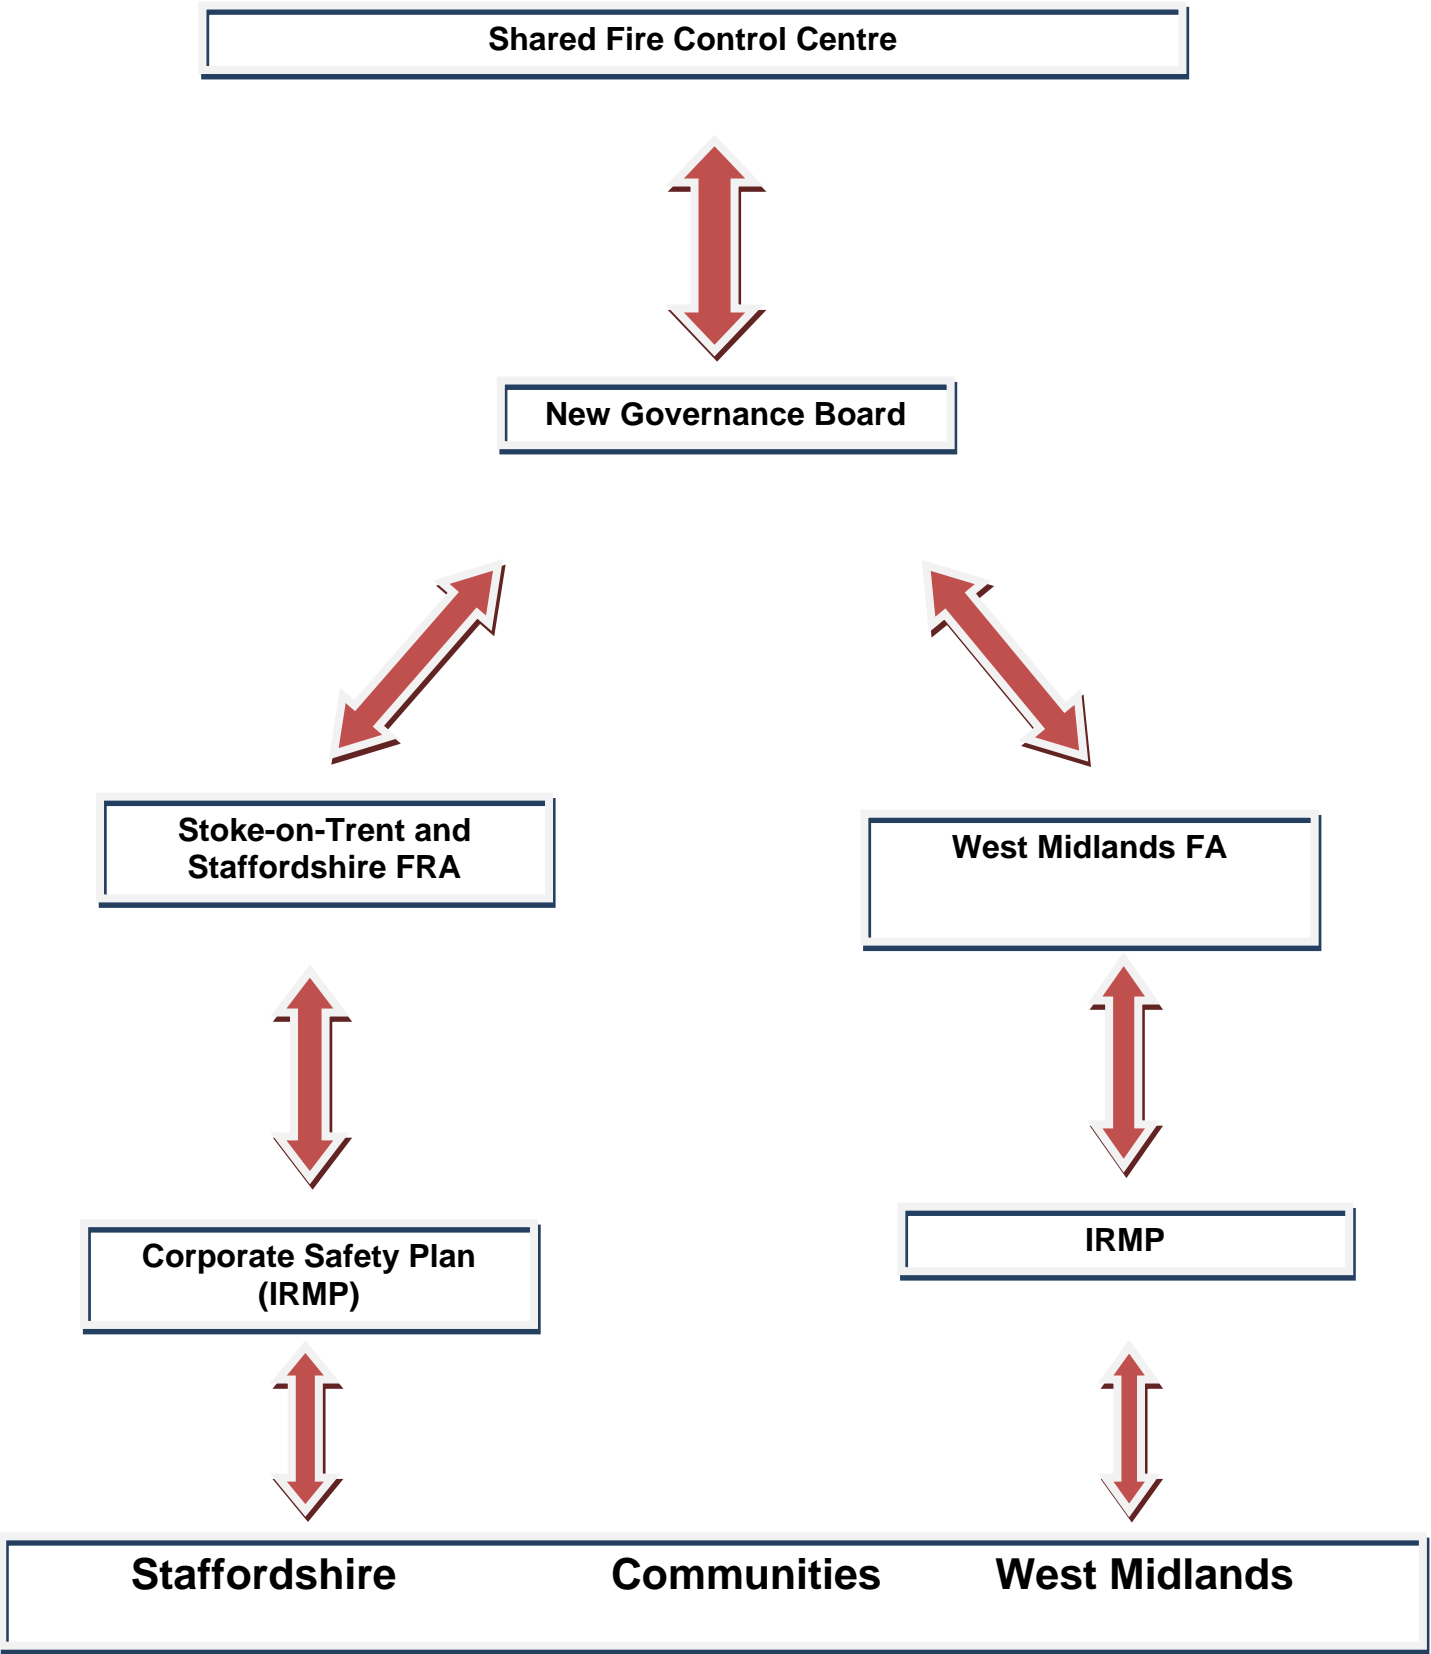 Shared Fire Control Centre
New Governance Board
Stoke-on-Trent and
Staffordshire FRA
West Midlands FA
Corporate Safety Plan
(IRMP)
IRMP
Staffordshire Communities West Midlands